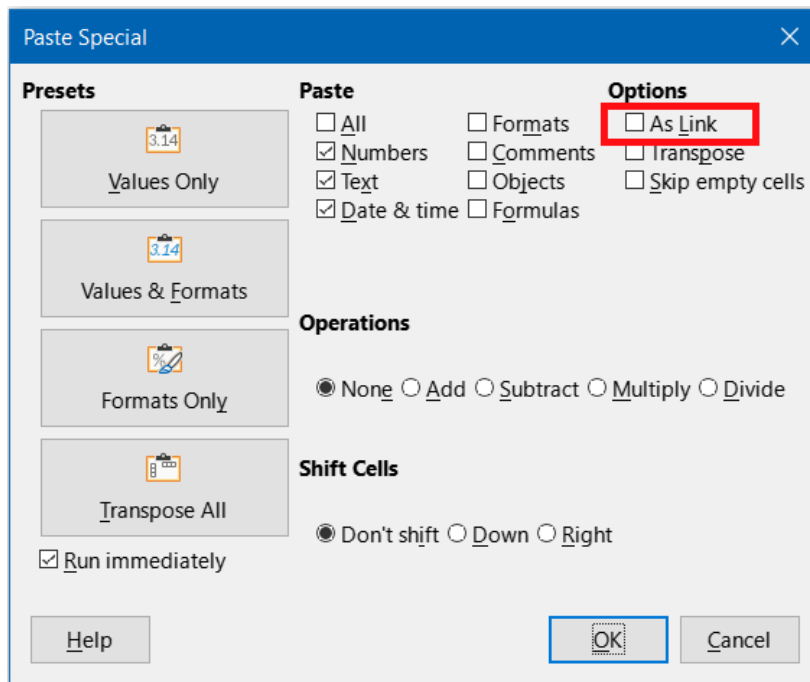 Paste Special
Presets
3.14
Values Only
3.14
Values & Formats
%
Formats Only
Transpose All
Run immediately
Paste
All
Numbers
Text
Date & time
Formats
Comments
Objects
Formulas
Options
As Link
Transpose
Skip empty cells
Operations
None Add Subtract Multiply Divide
Shift Cells
Don't shift Down Right
Help OK Cancel